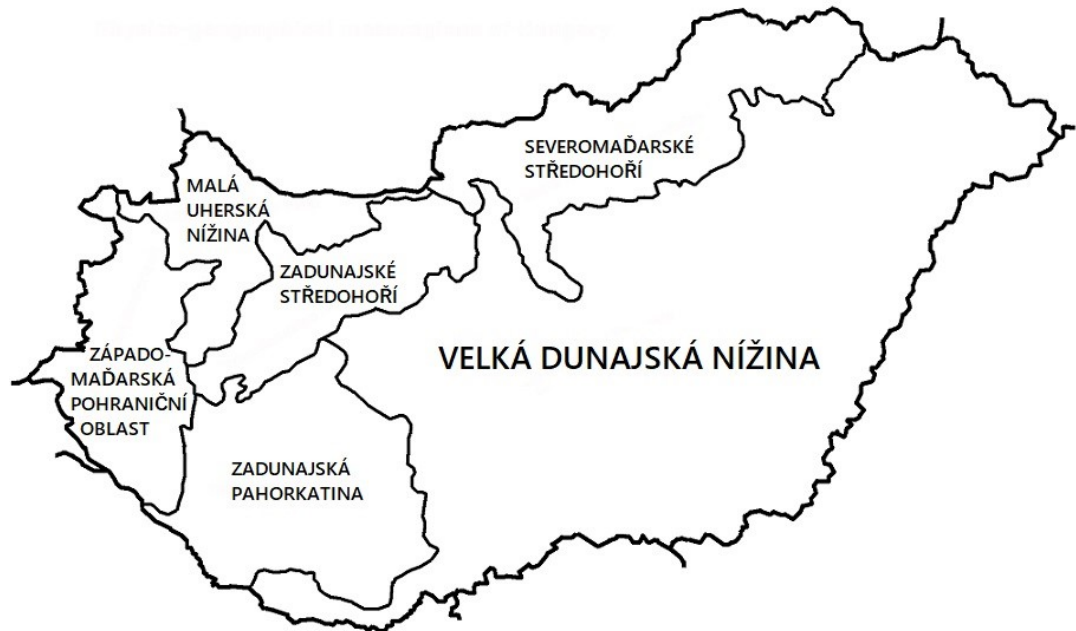 SEVEROMAĎARSKÉ
STŘEDOHOŘÍ
MALÁ
UHERSKÁ
NÍŽINA
ZADUNAJSKÉ
STŘEDOHOŘÍ
ZÁPADO-
MAĎARSKÁ
POHRANIČNÍ
OBLAST
VELKÁ DUNAJSKÁ NÍŽINA
ZADUNAJSKÁ
PAHORKATINA